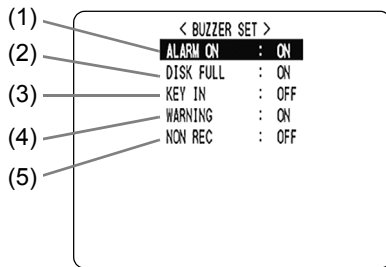 < BUZZER SET >
(1) ALARM ON : ON
(2) DISK FULL : ON
(3) KEY IN : OFF
(4) WARNING : ON
(5) NON REC : OFF